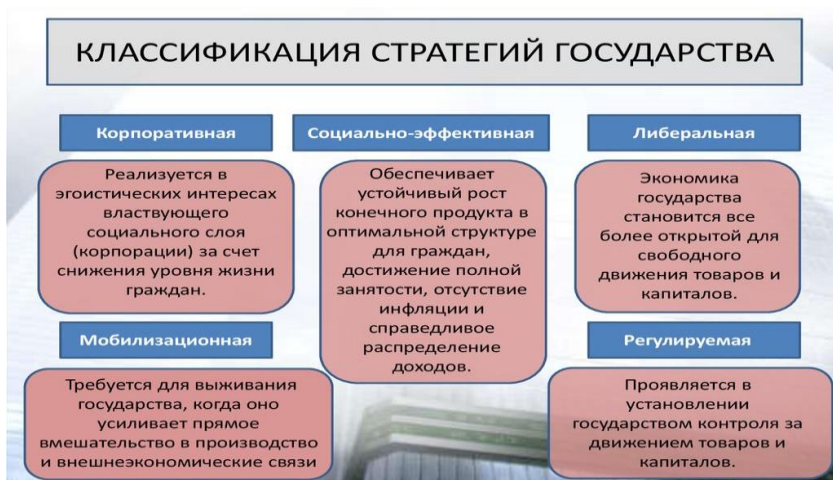 КЛАССИФИКАЦИЯ СТРАТЕГИЙ ГОСУДАРСТВА
Корпоративная
Реализуется в
эгоистических интересах
властвующего
социального слоя
(корпорации) за счет
снижения уровня жизни
граждан.
Социально-эффективная
Обеспечивает
устойчивый рост
конечного продукта в
оптимальной структуре
для граждан,
достижение полной
занятости, отсутствие
инфляции и
справедливое
распределение
доходов.
Либеральная
Экономика
государства
становится все
более открытой для
свободного
движения товаров и
капиталов.
Мобилизационная
Требуется для выживания
государства, когда оно
усиливает прямое
вмешательство в производство
и внешнеэкономические связи
Регулируемая
Проявляется в
установлении
государством контроля за
движением товаров и
капиталов.